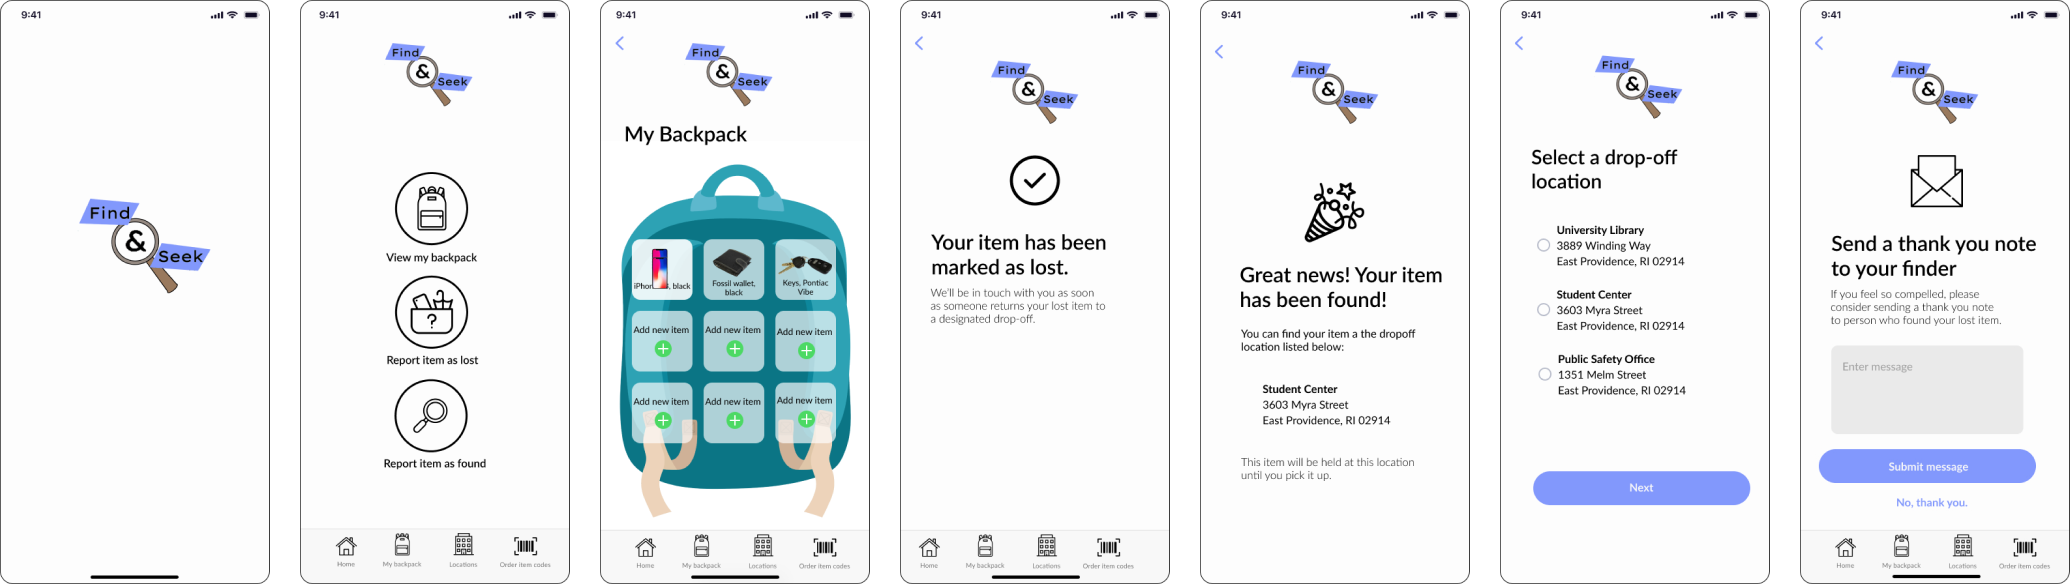 9:41
Find
&
Seek
9:41
Find
&
Seek
View my backpack
?
Report item as lost
Report item as found
Home
My backpack
Locations
Order item codes
9:41
Find
&
Seek
My Backpack
black
Fossil wallet,
black
Keys, Pontiac
Vibe
Add new item
Add new item
Add new item
Add new item
Add new item
Add new item
Home
My backpack
Locations
Order item codes
9:41
Find
&
Seek
Your item has been
marked as lost.
We'll be in touch with you as soon
as someone returns your lost item to
a designated drop-off.
Home
My backpack
Locations
Order item codes
9:41
Find
&
Seek
Great news! Your item
has been found!
You can find your item a the dropoff
location listed below:
Student Center
3603 Myra Street
East Providence, RI 02914
This item will be held at this location
until you pick it up.
9:41
Find
&
Seek
Select a drop-off
location
University Library
3889 Winding Way
East Providence, RI 02914
Student Center
3603 Myra Street
East Providence, RI 02914
Public Safety Office
1351 Melm Street
East Providence, RI 02914
Next
9:41
Find
&
Seek
Send a thank you note
to your finder
If you feel so compelled, please
consider sending a thank you note
to person who found your lost item.
Enter message
Submit message
No, thank you.
Home
My backpack
Locations
Order item codes